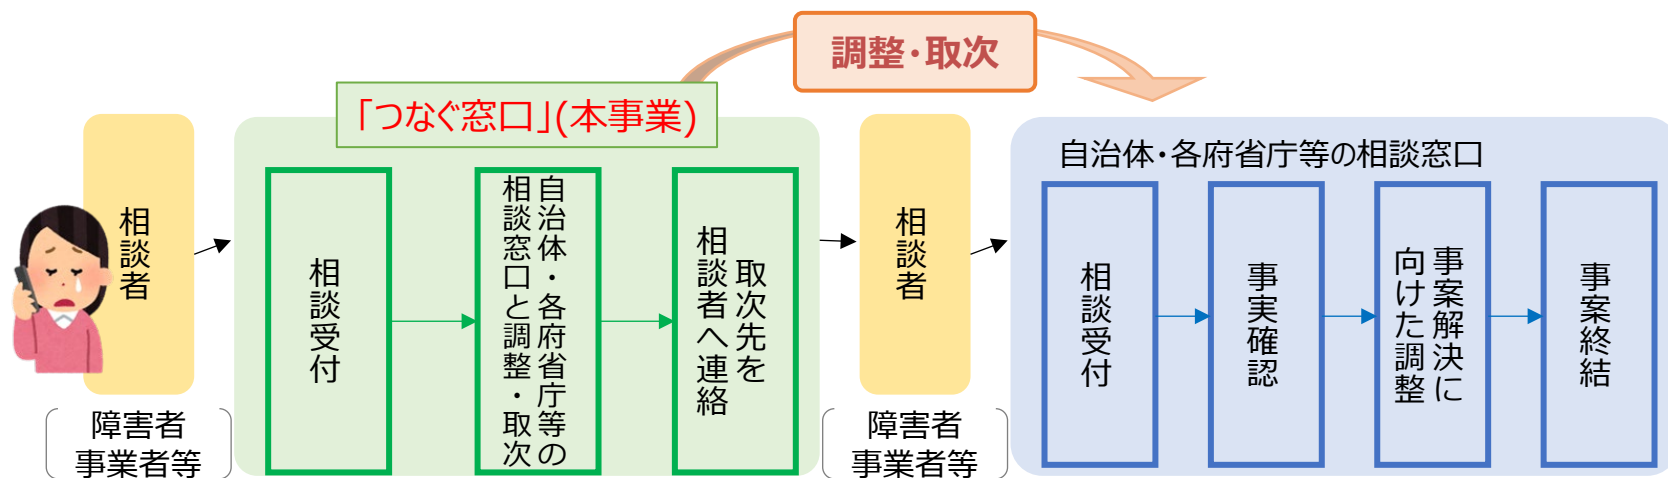 調整・取次
「つなぐ窓口」(本事業)
相談者
障害者
事業者等
相談受付
自治体・各府省庁等の
相談窓口と調整・取次
取次先を
相談者へ連絡
相談者
障害者
事業者等
自治体・各府省庁等の相談窓口
相談受付
事実確認
事案解決に
向けた調整
事案終結